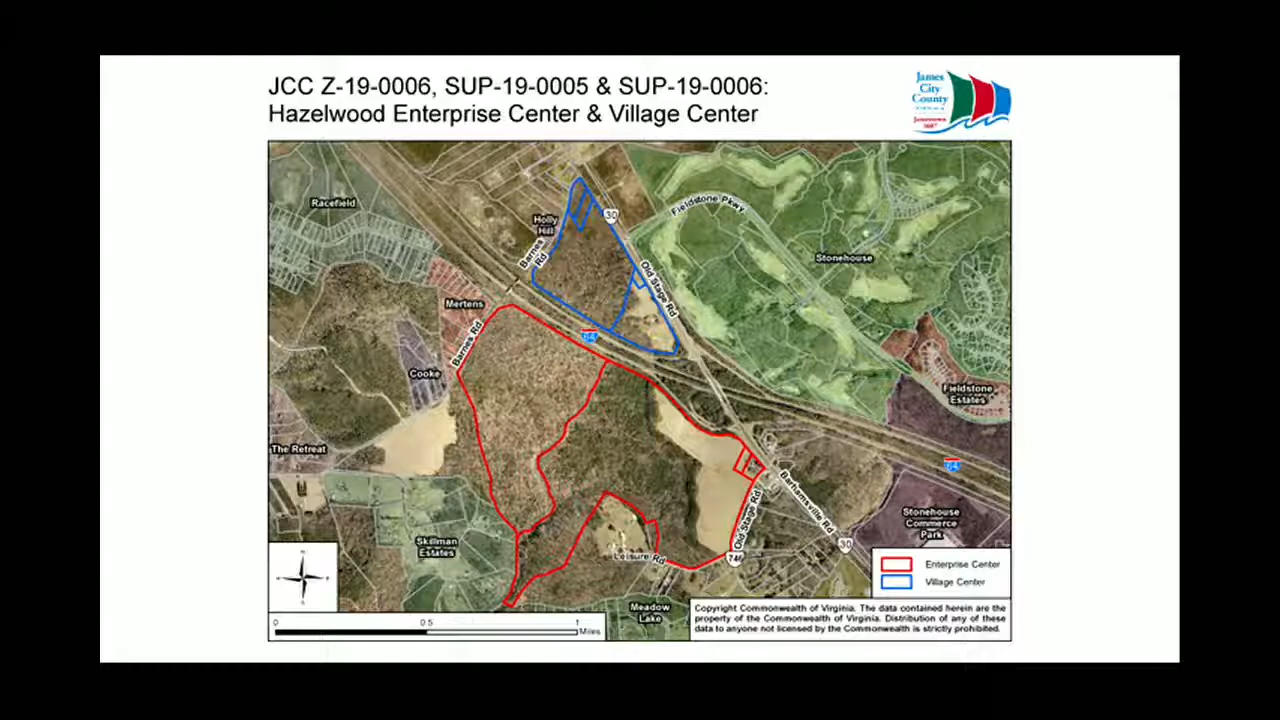 JCC Z-19-0006, SUP-19-0005 & SUP-19-0006:
Hazelwood Enterprise Center & Village Center
James
City
County
Jamestown
1607
Racefield
Holly
Hill
30
Fieldstone Pkwy
Barnes
Rd
Stonehouse
Old Stage Rd
Mertens
64
Barnes Rd
Cooke
Fieldstone
Estates
The Retreat
64
Barhamsville Rd
Stonehouse
Commerce
Park
Old Stage Rd
Skillman
Estates
30
Leisure Rd
746
Enterprise Center
Village Center
Meadow
Lake
N
0
0.5
1
Miles
Copyright Commonwealth of Virginia. The data contained herein are the
property of the Commonwealth of Virginia. Distribution of any of these
data to anyone not licensed by the Commonwealth is strictly prohibited.